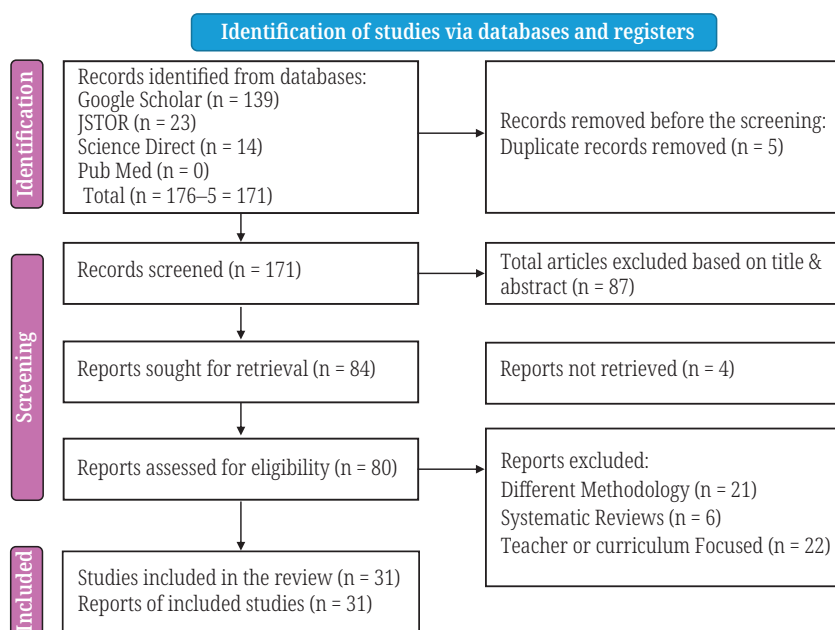 Identification of studies via databases and registers
Identification
Records identified from databases:
Google Scholar (n = 139)
JSTOR (n = 23)
Science Direct (n = 14)
Pub Med (n = 0)
Total (n = 176–5 = 171)
Records removed before the screening:
Duplicate records removed (n = 5)
Screening
Records screened (n = 171)
Total articles excluded based on title &
abstract (n = 87)
Reports sought for retrieval (n = 84)
Reports not retrieved (n = 4)
Reports assessed for eligibility (n = 80)
Reports excluded:
Different Methodology (n = 21)
Systematic Reviews (n = 6)
Teacher or curriculum Focused (n = 22)
Included
Studies included in the review (n = 31)
Reports of included studies (n = 31)